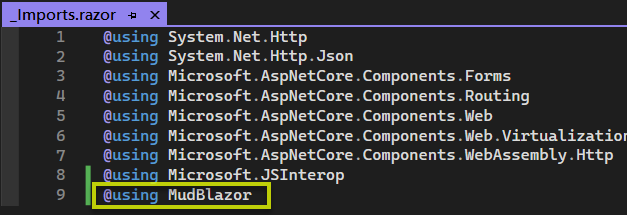 _Imports.razor
1 @using System.Net.Http
2 @using System.Net.Http.Json
3 @using Microsoft.AspNetCore.Components.Forms
4 @using Microsoft.AspNetCore.Components.Routing
5 @using Microsoft.AspNetCore.Components.Web
6 @using Microsoft.AspNetCore.Components.Web.Virtualization
7 @using Microsoft.AspNetCore.Components.WebAssembly.Http
8 @using Microsoft.JSInterop
9 @using MudBlazor